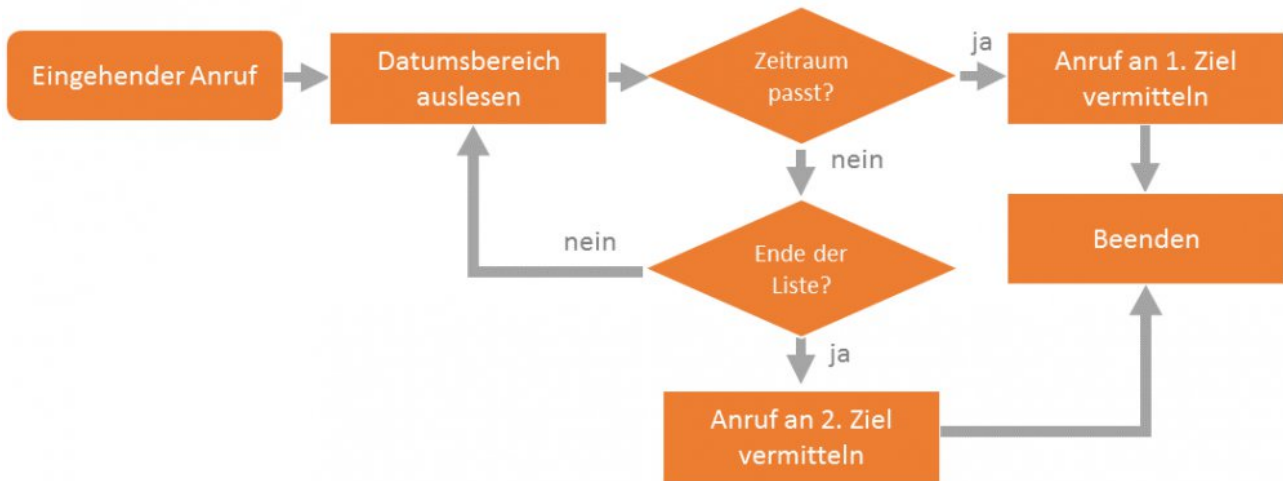 Eingehender Anruf
Datumsbereich
auslesen
Zeitraum
passt?
ja
Anruf an 1. Ziel
vermitteln
nein
nein
Ende der
Liste?
Beenden
ja
Anruf an 2. Ziel
vermitteln